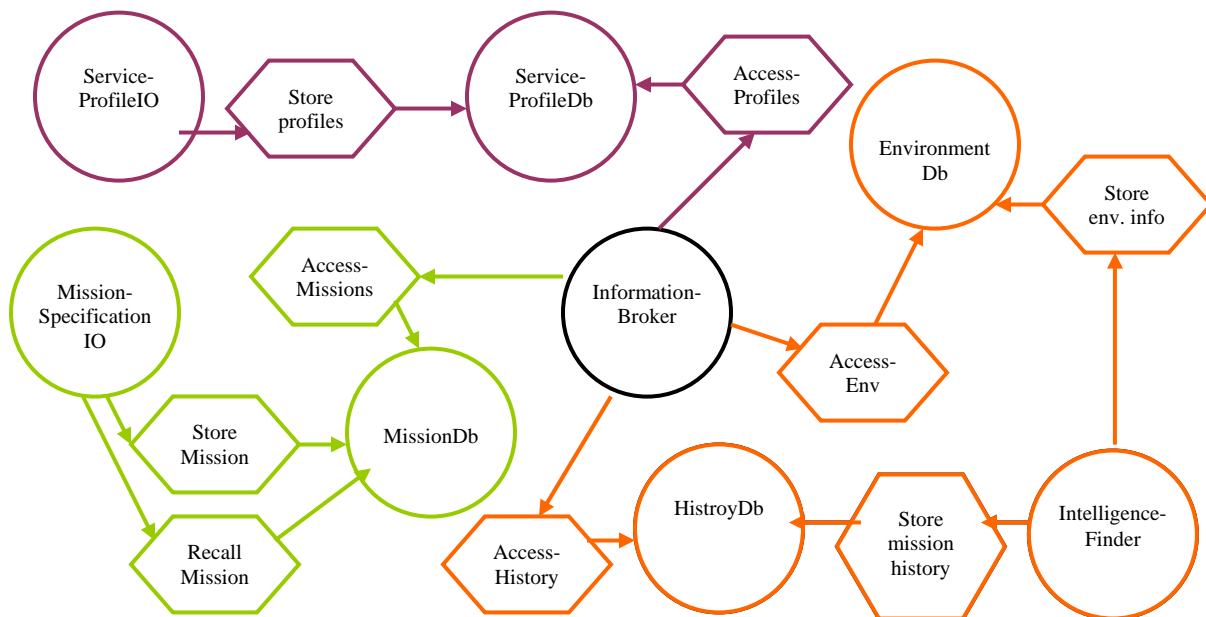 Service-
ProfileIO
Store
profiles
Service-
ProfileDb
Access-
Profiles
Environment
Db
Store
env. info
Mission-
Specification
IO
Access-
Missions
Information-
Broker
Access-
Env
Store
Mission
MissionDb
Recall
Mission
Access-
History
HistroyDb
Store
mission
history
Intelligence-
Finder